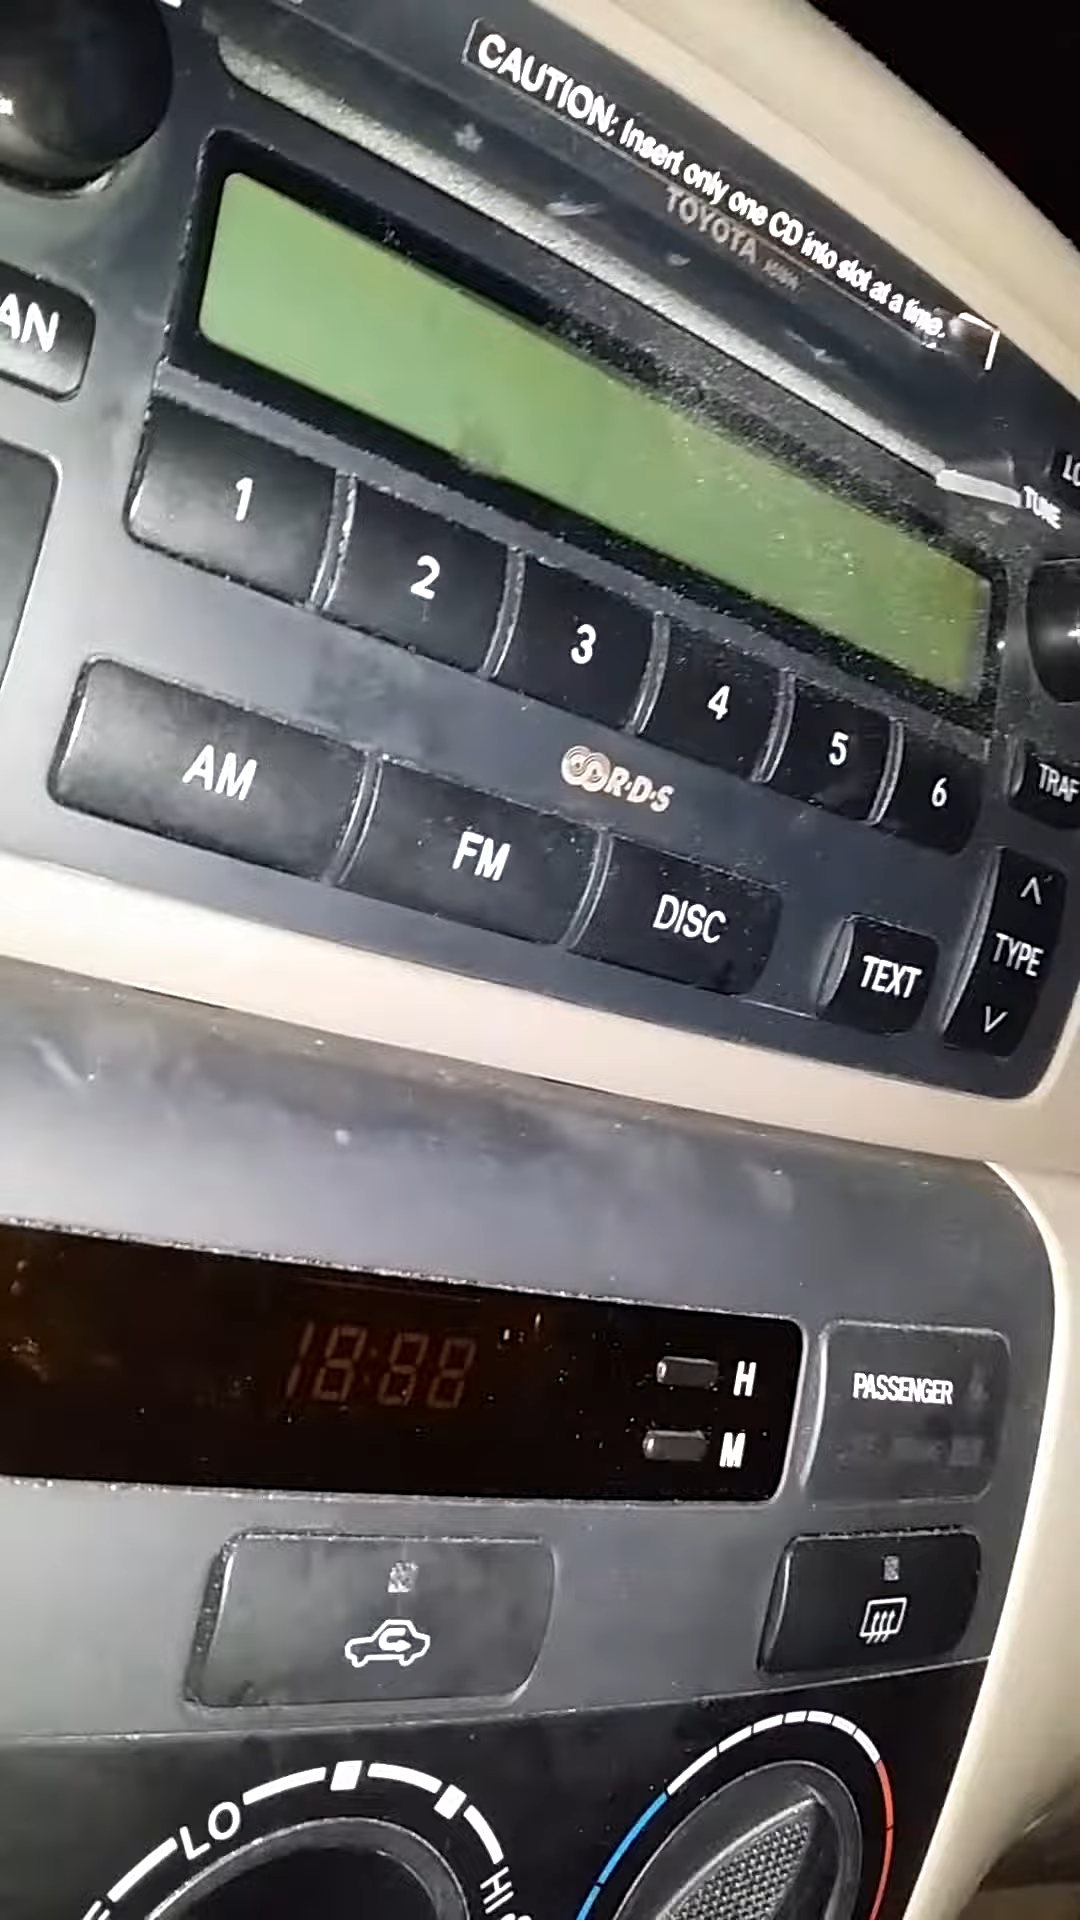 CAUTION: Insert only one CD into slot at a time.
TOYOTA
AN
TUNE
1
2
3
4
5
6
TRAF
AM
FM
DISC
R·D·S
TEXT
TYPE
18:88
H
M
PASSENGER
LO
HI